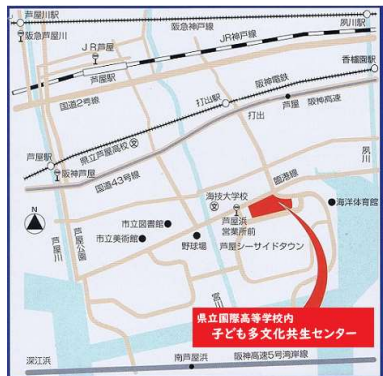 芦屋川駅
阪急神戸線
夙川駅
阪急芦屋川
JR芦屋
JR神戸線
芦屋駅
香櫨園駅
国道2号線
打出駅
阪神電鉄
芦屋
阪神高速
打出
県立芦屋高校
芦屋駅
阪神芦屋
国道43号線
夙川
臨港線
海技大学校
N
海洋体育館
芦屋浜
営業所前
市立図書館
市立美術館
野球場
芦屋シーサイドタウン
芦屋川
芦屋公園
宮川
県立国際高等学校内
子ども多文化共生センター
深江浜
南芦屋浜
阪神高速5号湾岸線